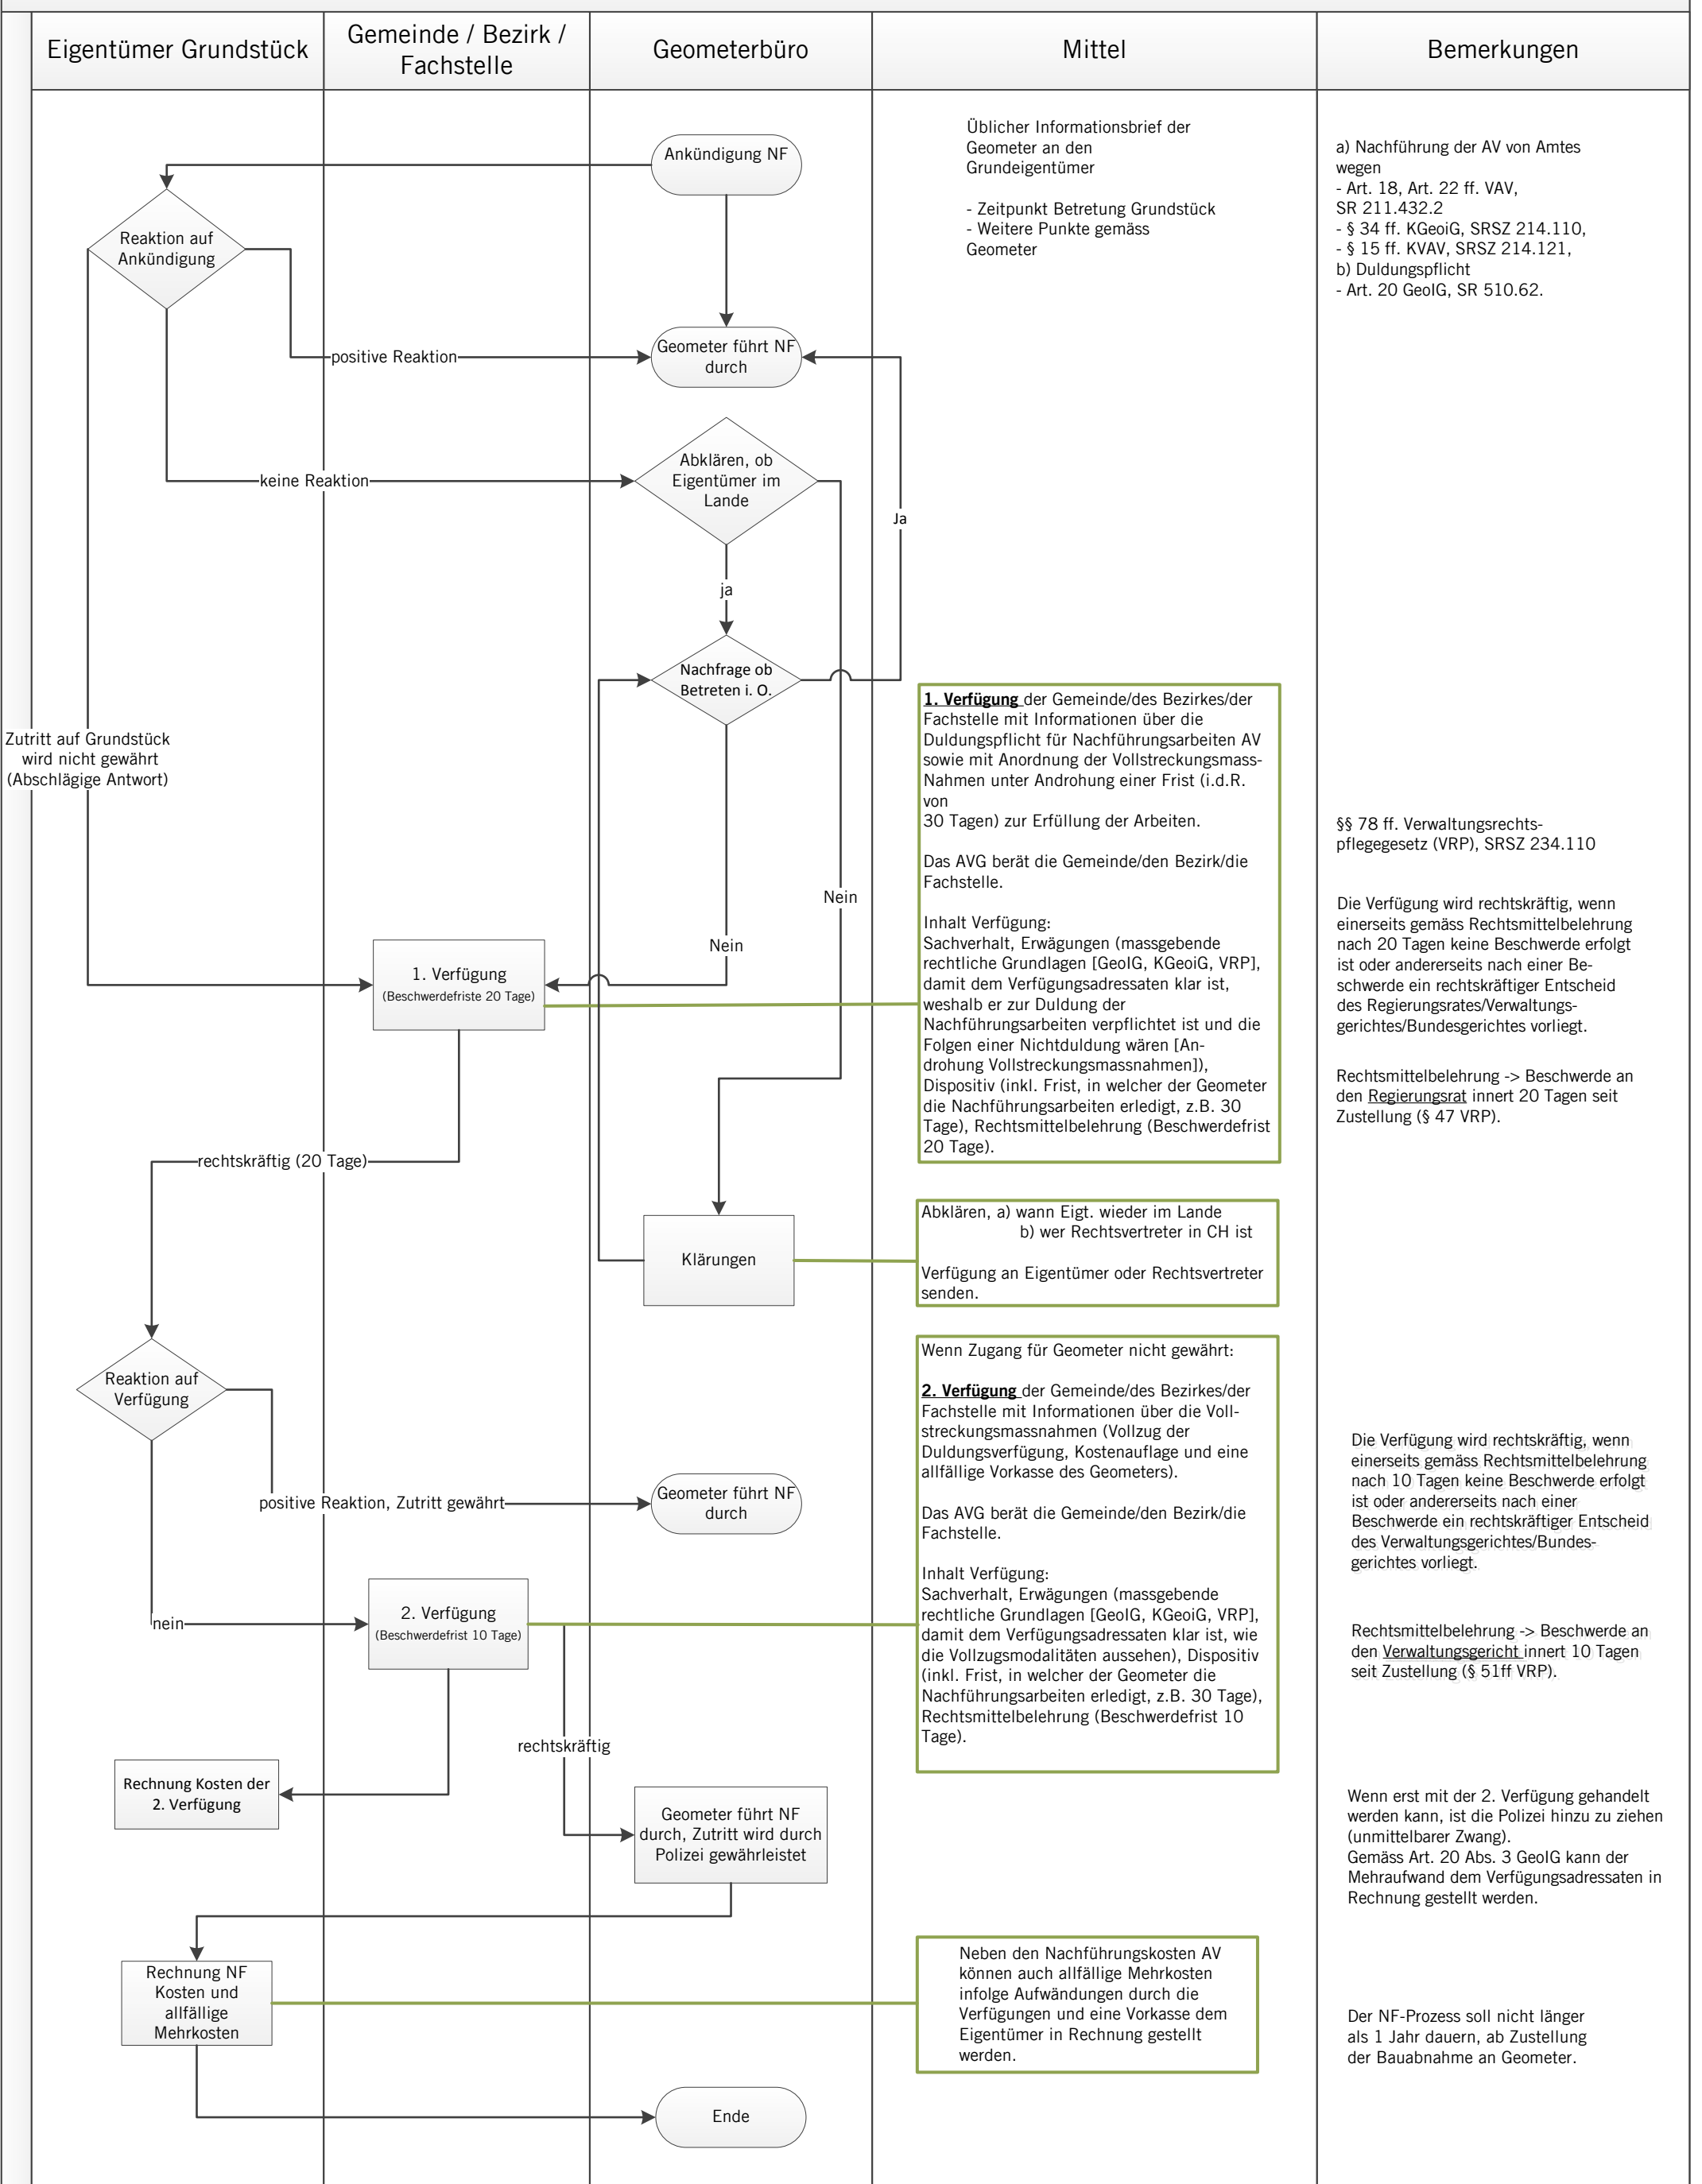 Eigentümer Grundstück
Gemeinde / Bezirk /
Fachstelle
Geometerbüro
Mittel
Bemerkungen
Ankündigung NF
Üblicher Informationsbrief der
Geometer an den
Grundeigentümer
- Zeitpunkt Betretung Grundstück
- Weitere Punkte gemäss
Geometer
a) Nachführung der AV von Amtes
wegen
- Art. 18, Art. 22 ff. VAV,
SR 211.432.2
- § 34 ff. KGeoiG, SRSZ 214.110,
- § 15 ff. KVAV, SRSZ 214.121,
b) Duldungspflicht
- Art. 20 GeoIG, SR 510.62.
Reaktion auf
Ankündigung
positive Reaktion
Geometer führt NF
durch
keine Reaktion
Abklären, ob
Eigentümer im
Lande
Ja
ja
Nachfrage ob
Betreten i. O.
Zutritt auf Grundstück
wird nicht gewährt
(Abschlägige Antwort)
Nein
Nein
1. Verfügung
(Beschwerdefriste 20 Tage)
1. Verfügung der Gemeinde/des Bezirkes/der
Fachstelle mit Informationen über die
Duldungspflicht für Nachführungsarbeiten AV
sowie mit Anordnung der Vollstreckungsmass-
Nahmen unter Androhung einer Frist (i.d.R.
von
30 Tagen) zur Erfüllung der Arbeiten.
Das AVG berät die Gemeinde/den Bezirk/die
Fachstelle.
Inhalt Verfügung:
Sachverhalt, Erwägungen (massgebende
rechtliche Grundlagen [GeoIG, KGeoiG, VRP],
damit dem Verfügungsadressaten klar ist,
weshalb er zur Duldung der
Nachführungsarbeiten verpflichtet ist und die
Folgen einer Nichtduldung wären [An-
drohung Vollstreckungsmassnahmen]),
Dispositiv (inkl. Frist, in welcher der Geometer
die Nachführungsarbeiten erledigt, z.B. 30
Tage), Rechtsmittelbelehrung (Beschwerdefrist
20 Tage).
§§ 78 ff. Verwaltungsrechts-
pflegegesetz (VRP), SRSZ 234.110
Die Verfügung wird rechtskräftig, wenn
einerseits gemäss Rechtsmittelbelehrung
nach 20 Tagen keine Beschwerde erfolgt
ist oder andererseits nach einer Be-
schwerde ein rechtskräftiger Entscheid
des Regierungsrates/Verwaltungs-
gerichtes/Bundesgerichtes vorliegt.
Rechtsmittelbelehrung -> Beschwerde an
den Regierungsrat innert 20 Tagen seit
Zustellung (§ 47 VRP).
rechtskräftig (20 Tage)
Klärungen
Abklären, a) wann Eigt. wieder im Lande
b) wer Rechtsvertreter in CH ist
Verfügung an Eigentümer oder Rechtsvertreter
senden.
Reaktion auf
Verfügung
positive Reaktion, Zutritt gewährt
Geometer führt NF
durch
nein
2. Verfügung
(Beschwerdefrist 10 Tage)
Wenn Zugang für Geometer nicht gewährt:
2. Verfügung der Gemeinde/des Bezirkes/der
Fachstelle mit Informationen über die Voll-
streckungsmassnahmen (Vollzug der
Duldungsverfügung, Kostenauflage und eine
allfällige Vorkasse des Geometers).
Das AVG berät die Gemeinde/den Bezirk/die
Fachstelle.
Inhalt Verfügung:
Sachverhalt, Erwägungen (massgebende
rechtliche Grundlagen [GeoIG, KGeoiG, VRP],
damit dem Verfügungsadressaten klar ist, wie
die Vollzugsmodalitäten aussehen), Dispositiv
(inkl. Frist, in welcher der Geometer die
Nachführungsarbeiten erledigt, z.B. 30 Tage),
Rechtsmittelbelehrung (Beschwerdefrist 10
Tage).
Die Verfügung wird rechtskräftig, wenn
einerseits gemäss Rechtsmittelbelehrung
nach 10 Tagen keine Beschwerde erfolgt
ist oder andererseits nach einer
Beschwerde ein rechtskräftiger Entscheid
des Verwaltungsgerichtes/Bundes-
gerichtes vorliegt.
Rechtsmittelbelehrung -> Beschwerde an
den Verwaltungsgericht innert 10 Tagen
seit Zustellung (§ 51ff VRP).
rechtskräftig
Rechnung Kosten der
2. Verfügung
Geometer führt NF
durch, Zutritt wird durch
Polizei gewährleistet
Wenn erst mit der 2. Verfügung gehandelt
werden kann, ist die Polizei hinzu zu ziehen
(unmittelbarer Zwang).
Gemäss Art. 20 Abs. 3 GeoIG kann der
Mehraufwand dem Verfügungsadressaten in
Rechnung gestellt werden.
Rechnung NF
Kosten und
allfällige
Mehrkosten
Neben den Nachführungskosten AV
können auch allfällige Mehrkosten
infolge Aufwändungen durch die
Verfügungen und eine Vorkasse dem
Eigentümer in Rechnung gestellt
werden.
Der NF-Prozess soll nicht länger
als 1 Jahr dauern, ab Zustellung
der Bauabnahme an Geometer.
Ende